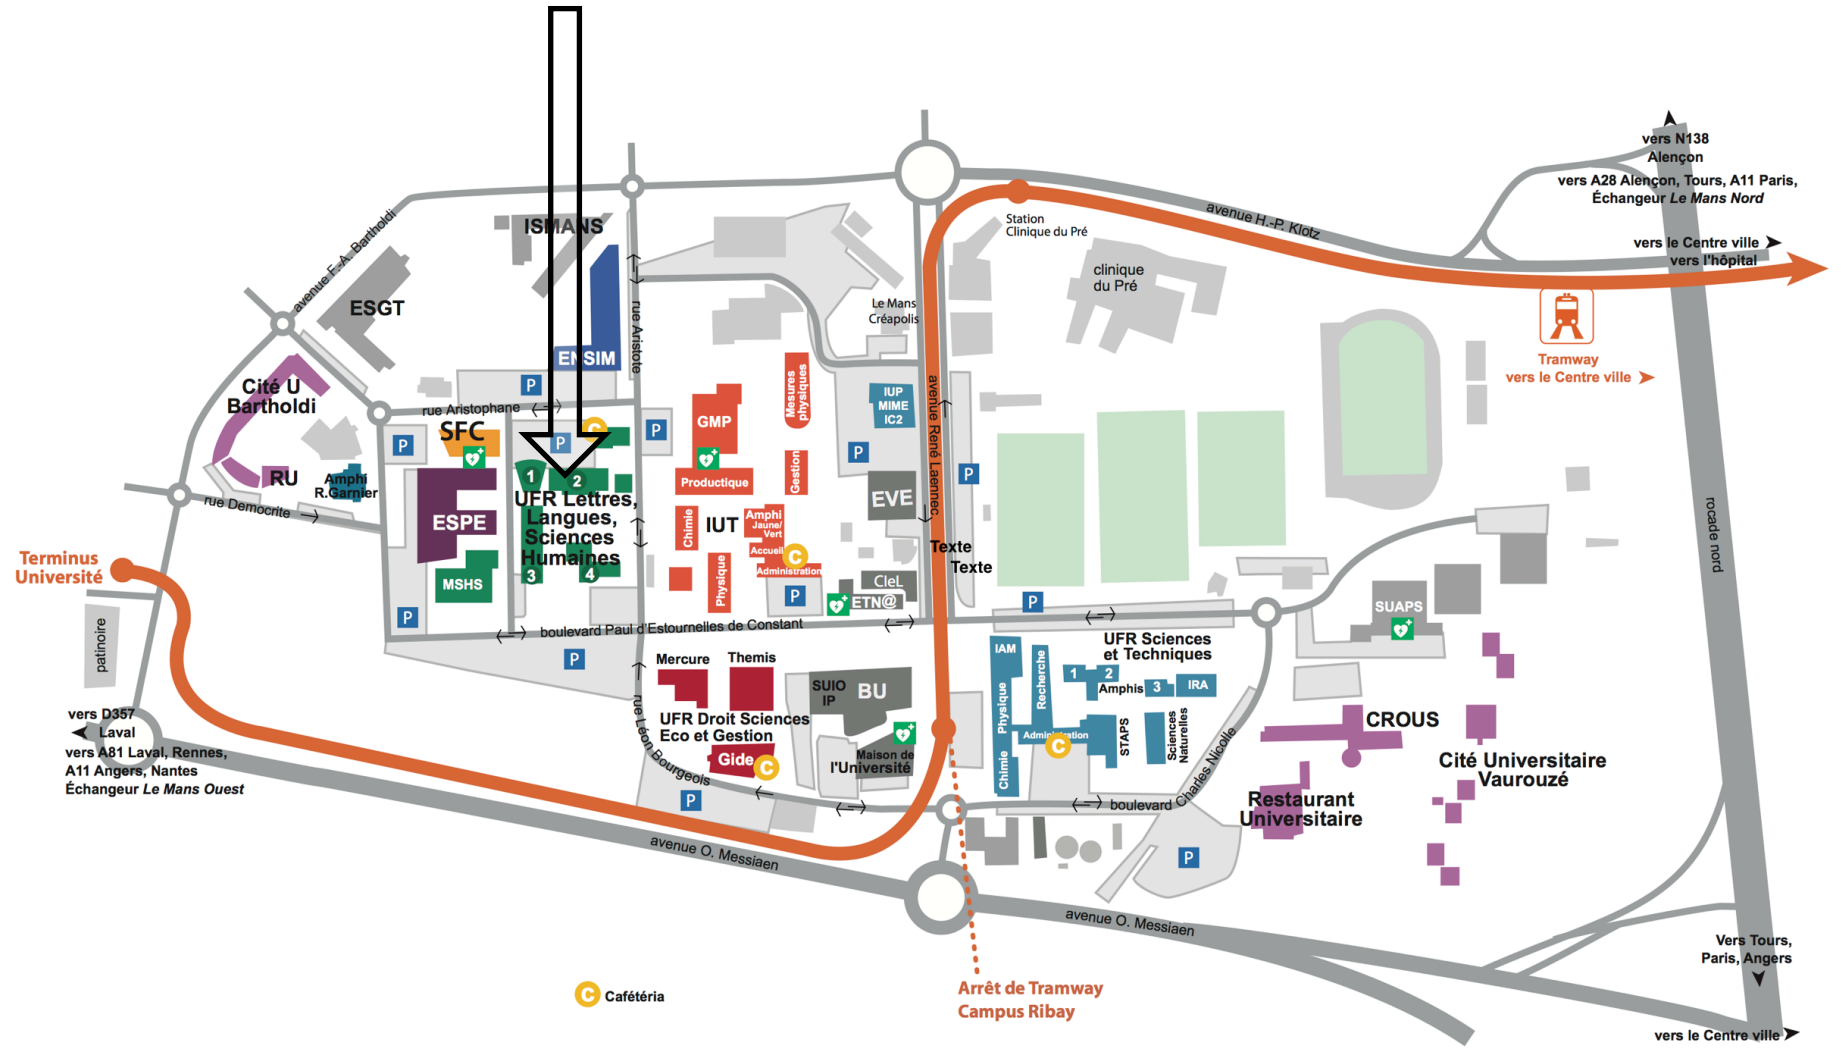 vers N138
Alençon
vers A28 Alençon, Tours, A11 Paris,
Échangeur Le Mans Nord
avenue H.-P. Klotz
vers le Centre ville
vers l'hôpital
Station
Clinique du Pré
avenue F.-A. Bartholdi
ISMANS
clinique
du Pré
ESGT
rue Aristote
Le Mans
Créapolis
Tramway
vers le Centre ville
ENSIM
P
Cité U
Bartholdi
rue Aristophane
Mesures
physiques
IUP
MIME
IC2
avenue René Laennec
SFC
C
P
P
P
GMP
P
P
RU
Amphi
R.Garnier
1
2
Productique
Gestion
EVE
rue Democrite
ESPE
UFR Lettres,
Langues,
Sciences
Humaines
3
4
Chimie
IUT
Amphi
Jaune/
Vert
Accueil
C
Administration
Physique
P
Texte
Texte
rocade nord
Terminus
Université
MSHS
P
CleL
ETN@
P
SUAPS
patinoire
boulevard Paul d'Estournelles de Constant
P
Mercure
Themis
SUIO
IP
BU
IAM
Recherche
UFR Sciences
et Techniques
1
2
Amphis
3
IRA
Physique
UFR Droit Sciences
Eco et Gestion
Gide
C
Maison de
l'Université
Administration
C
STAPS
Sciences
Naturelles
Chimie
CROUS
Cité Universitaire
Vaurouzé
Restaurant
Universitaire
vers D357
Laval
vers A81 Laval, Rennes,
A11 Angers, Nantes
Échangeur Le Mans Ouest
rue Léon Bourgeois
P
boulevard Charles Nicolle
P
avenue O. Messiaen
avenue O. Messiaen
Vers Tours,
Paris, Angers
C Cafétéria
Arrêt de Tramway
Campus Ribay
vers le Centre ville